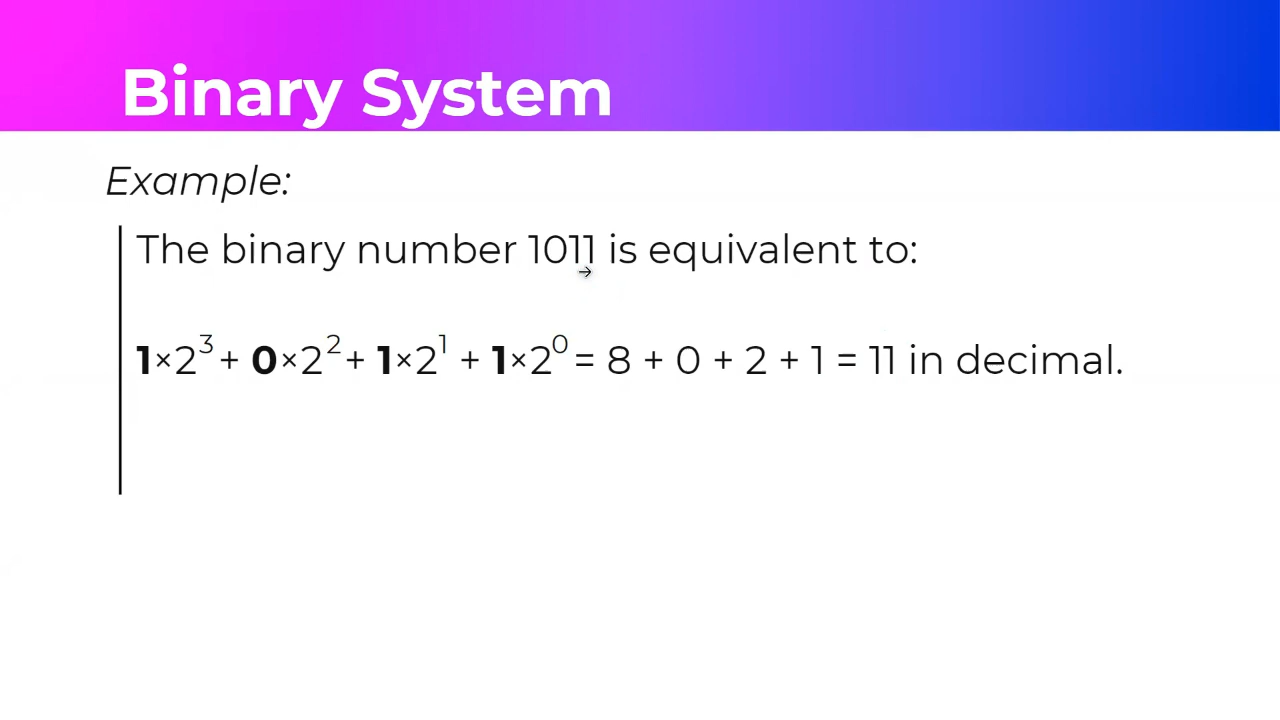 Binary System
Example:
The binary number 1011 is equivalent to:
1×2³ + 0×2² + 1×2¹ + 1×2⁰ = 8 + 0 + 2 + 1 = 11 in decimal.